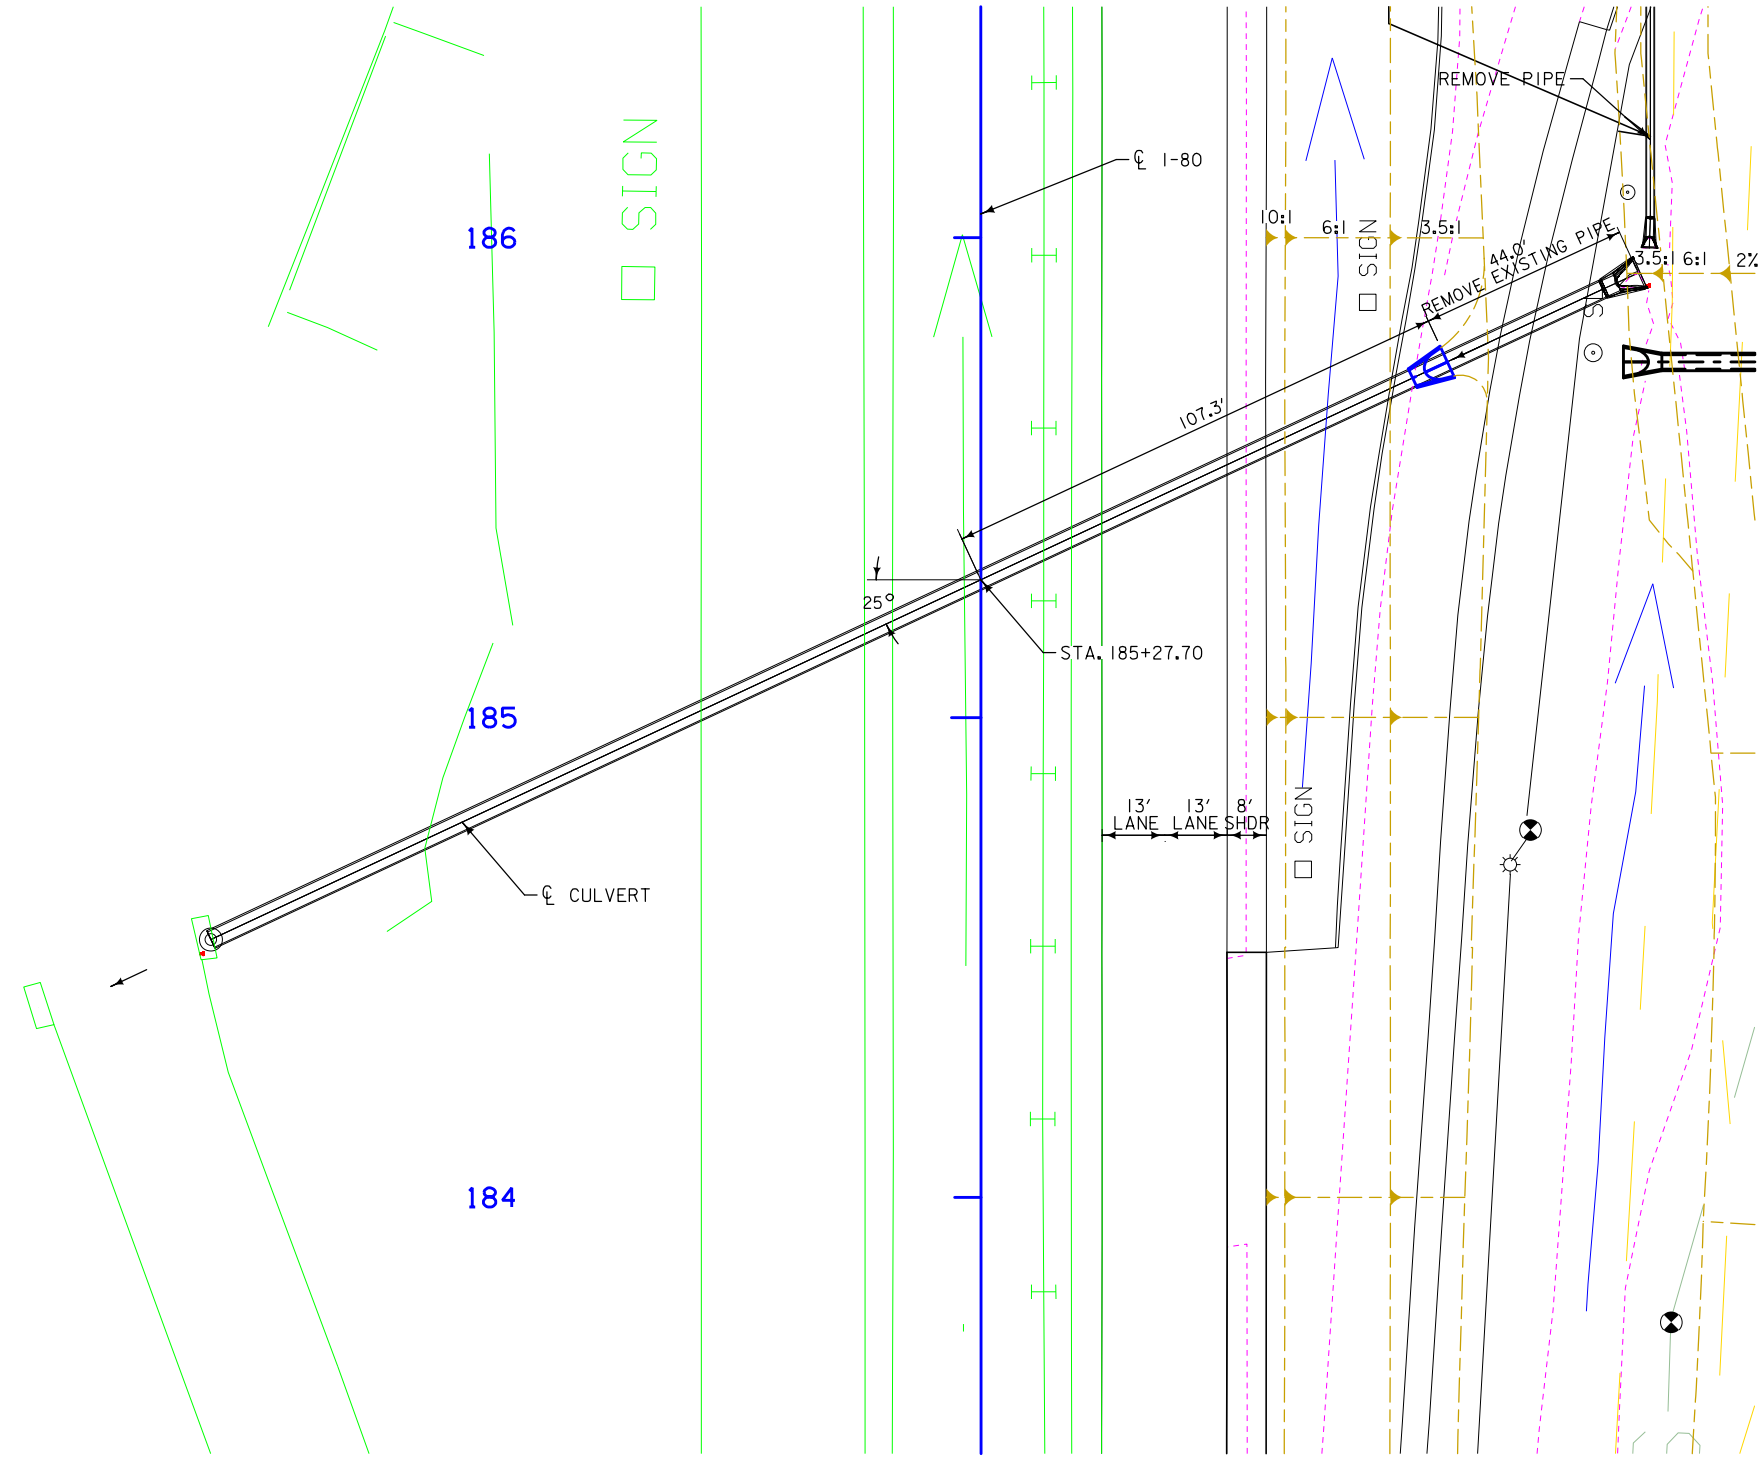 REMOVE PIPE
SIGN
℄ I-80
186
10:1
6:1
SIGN
3.5:1
44.0'
REMOVE EXISTING PIPE
3.5:1
6:1
2%
S
107.3'
25°
STA. 185+27.70
185
13'
LANE
13'
LANE
8'
SHDR
SIGN
℄ CULVERT
184